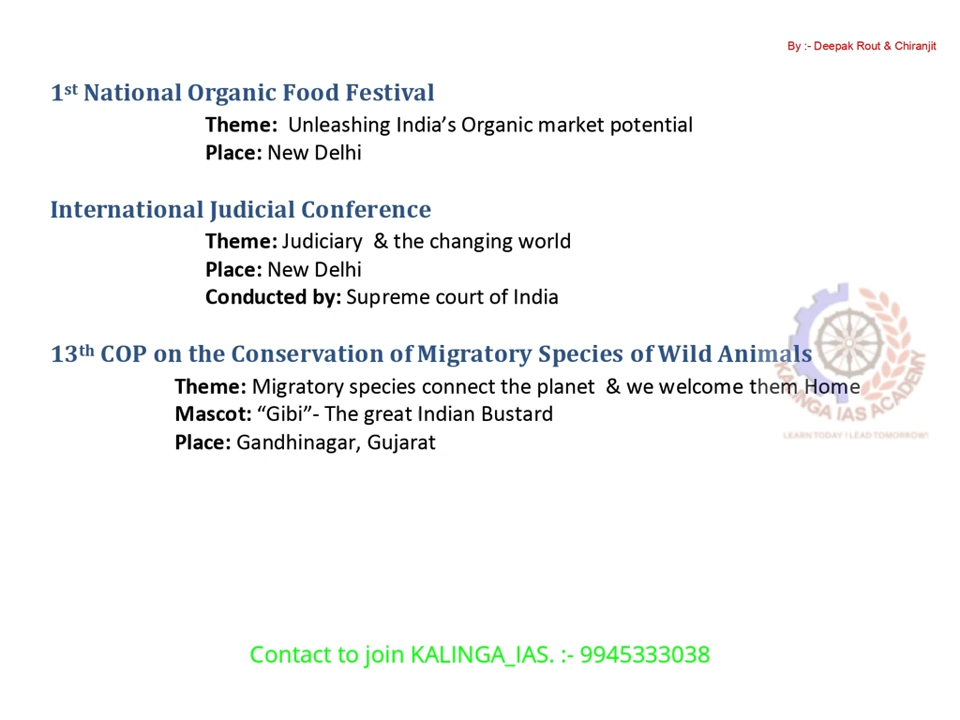 By :- Deepak Rout & Chiranjit
1st National Organic Food Festival
Theme: Unleashing India’s Organic market potential
Place: New Delhi
International Judicial Conference
Theme: Judiciary & the changing world
Place: New Delhi
Conducted by: Supreme court of India
13th COP on the Conservation of Migratory Species of Wild Animals
Theme: Migratory species connect the planet & we welcome them Home
Mascot: “Gibi”- The great Indian Bustard
Place: Gandhinagar, Gujarat
KALINGA IAS ACADEMY
LEARN TODAY ! LEAD TOMORROW!
Contact to join KALINGA_IAS. :- 9945333038